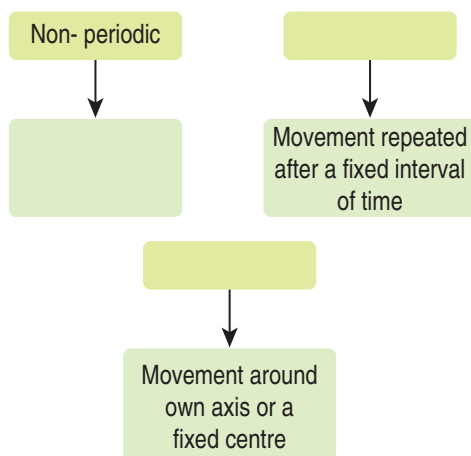 Non- periodic
Movement repeated
after a fixed interval
of time
Movement around
own axis or a
fixed centre